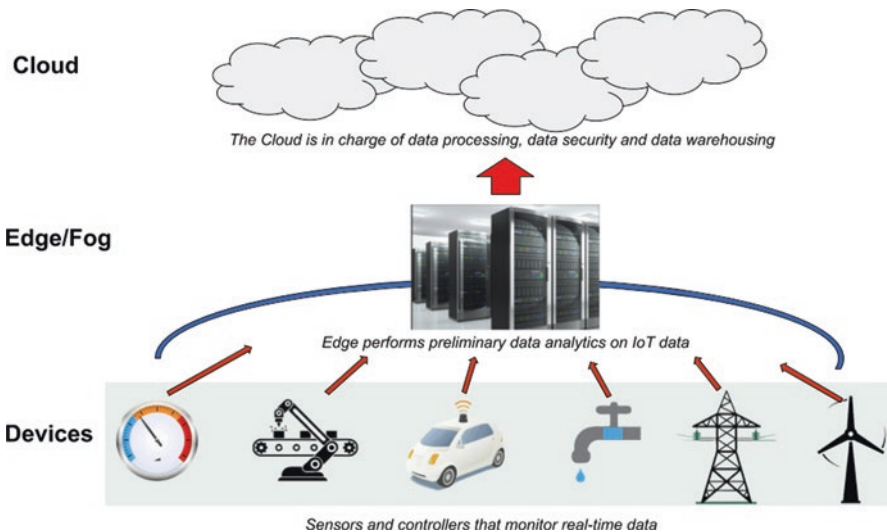 Cloud
The Cloud is in charge of data processing, data security and data warehousing
Edge/Fog
Edge performs preliminary data analytics on IoT data
Devices
Sensors and controllers that monitor real-time data